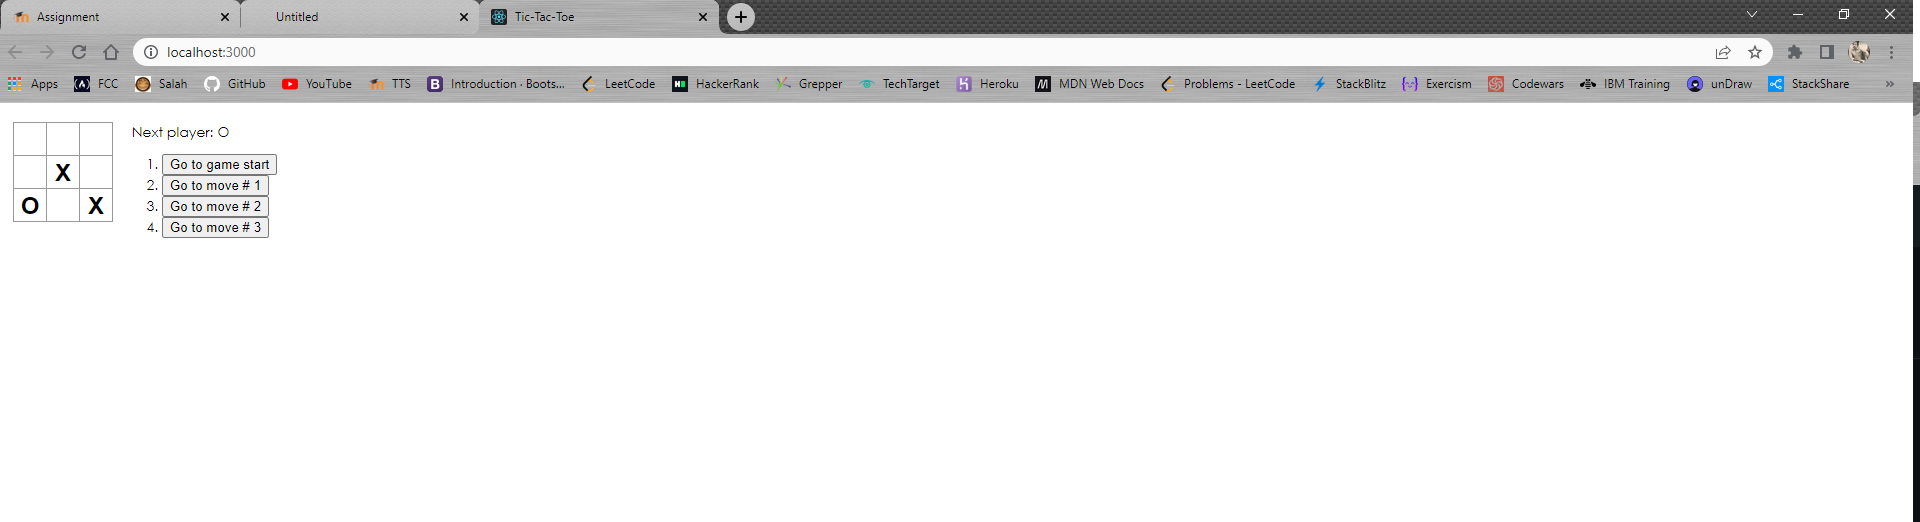 Assignment Untitled Tic-Tac-Toe
localhost:3000
Apps FCC Salah GitHub YouTube TTS Introduction · Boots... LeetCode HackerRank Grepper TechTarget Heroku MDN Web Docs Problems - LeetCode StackBlitz Exercism Codewars IBM Training unDraw StackShare »
Next player: O
1. Go to game start
2. Go to move # 1
X
3. Go to move # 2
O X
4. Go to move # 3